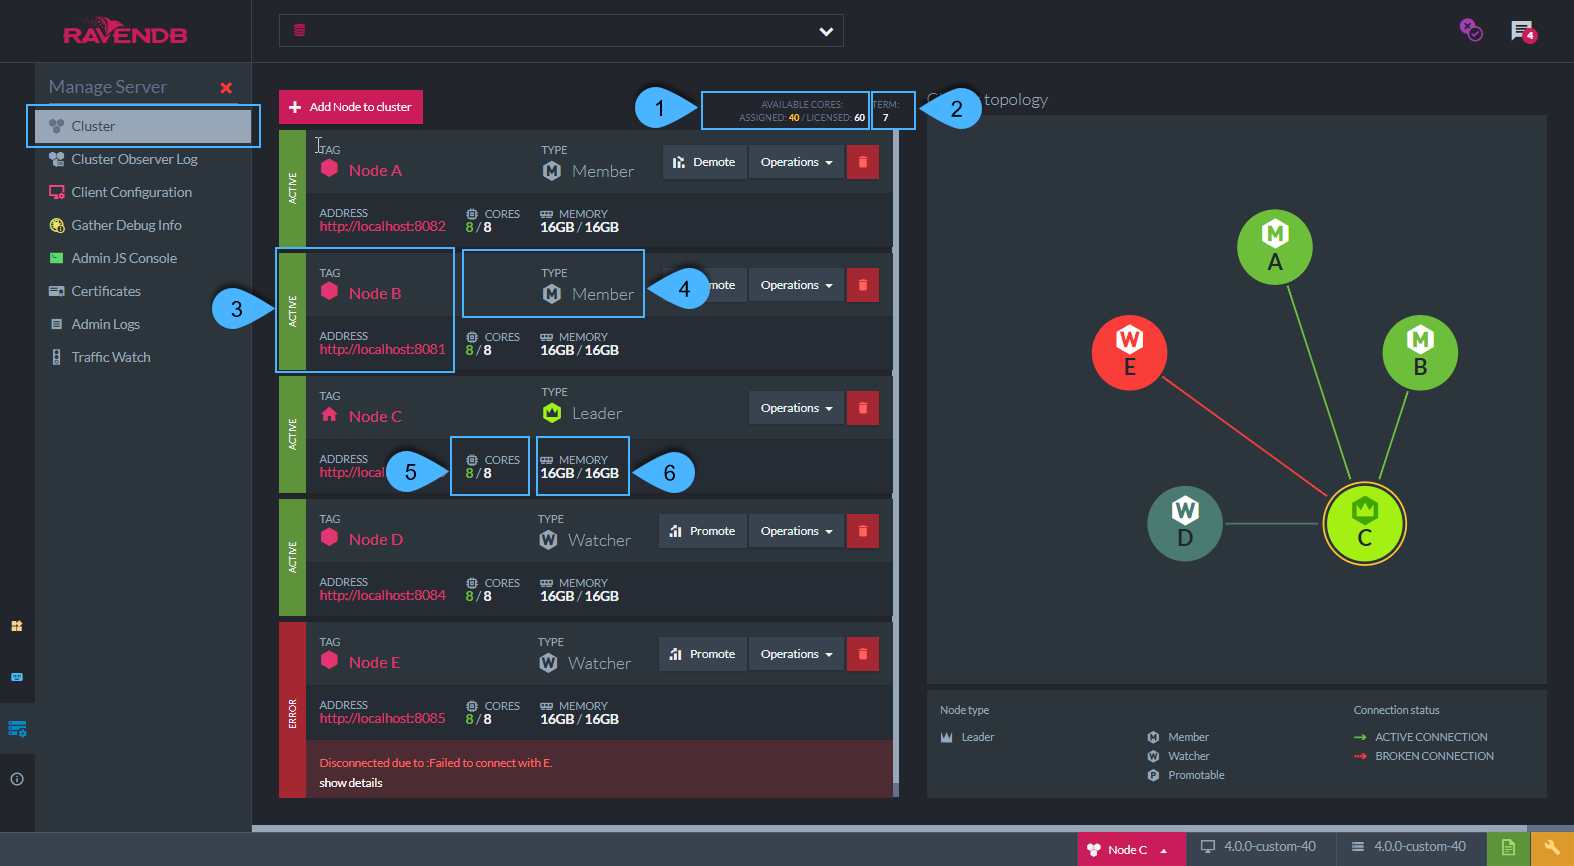 RAVENDB
4
Manage Server
Cluster
Cluster Observer Log
Client Configuration
Gather Debug Info
Admin JS Console
Certificates
Admin Logs
Traffic Watch
Add Node to cluster
1
AVAILABLE CORES:
ASSIGNED: 40 / LICENSED: 60
TERM:
7
2
ACTIVE
TAG
Node A
TYPE
M Member
Demote
Operations
ADDRESS
http://localhost:8082
CORES
8 / 8
MEMORY
16GB / 16GB
3
ACTIVE
TAG
Node B
TYPE
M Member
4
mote
Operations
ADDRESS
http://localhost:8081
CORES
8 / 8
MEMORY
16GB / 16GB
ACTIVE
TAG
Node C
TYPE
Leader
Operations
ADDRESS
http://local
5
CORES
8 / 8
MEMORY
16GB / 16GB
6
ACTIVE
TAG
Node D
TYPE
W Watcher
Promote
Operations
ADDRESS
http://localhost:8084
CORES
8 / 8
MEMORY
16GB / 16GB
ERROR
TAG
Node E
TYPE
W Watcher
Promote
Operations
ADDRESS
http://localhost:8085
CORES
8 / 8
MEMORY
16GB / 16GB
Disconnected due to :Failed to connect with E.
show details
topology
M
A
W
E
M
B
W
D
C
Node type
Leader
M Member
W Watcher
P Promotable
Connection status
ACTIVE CONNECTION
BROKEN CONNECTION
Node C
4.0.0-custom-40
4.0.0-custom-40